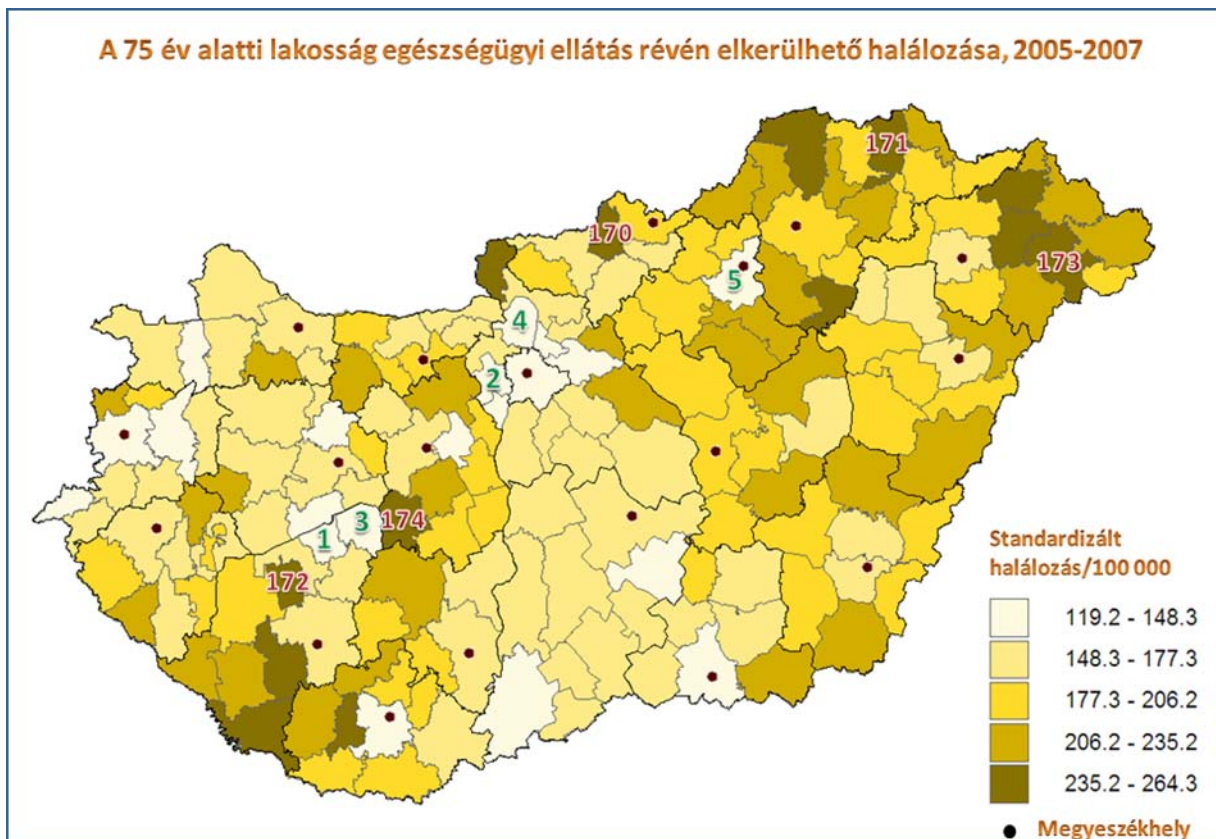 A 75 év alatti lakosság egészségügyi ellátás révén elkerülhető halálozása, 2005-2007
171
170
5
173
4
2
174
3
1
172
Standardizált
halálozás/100 000
119.2 - 148.3
148.3 - 177.3
177.3 - 206.2
206.2 - 235.2
235.2 - 264.3
Megyeszékhely